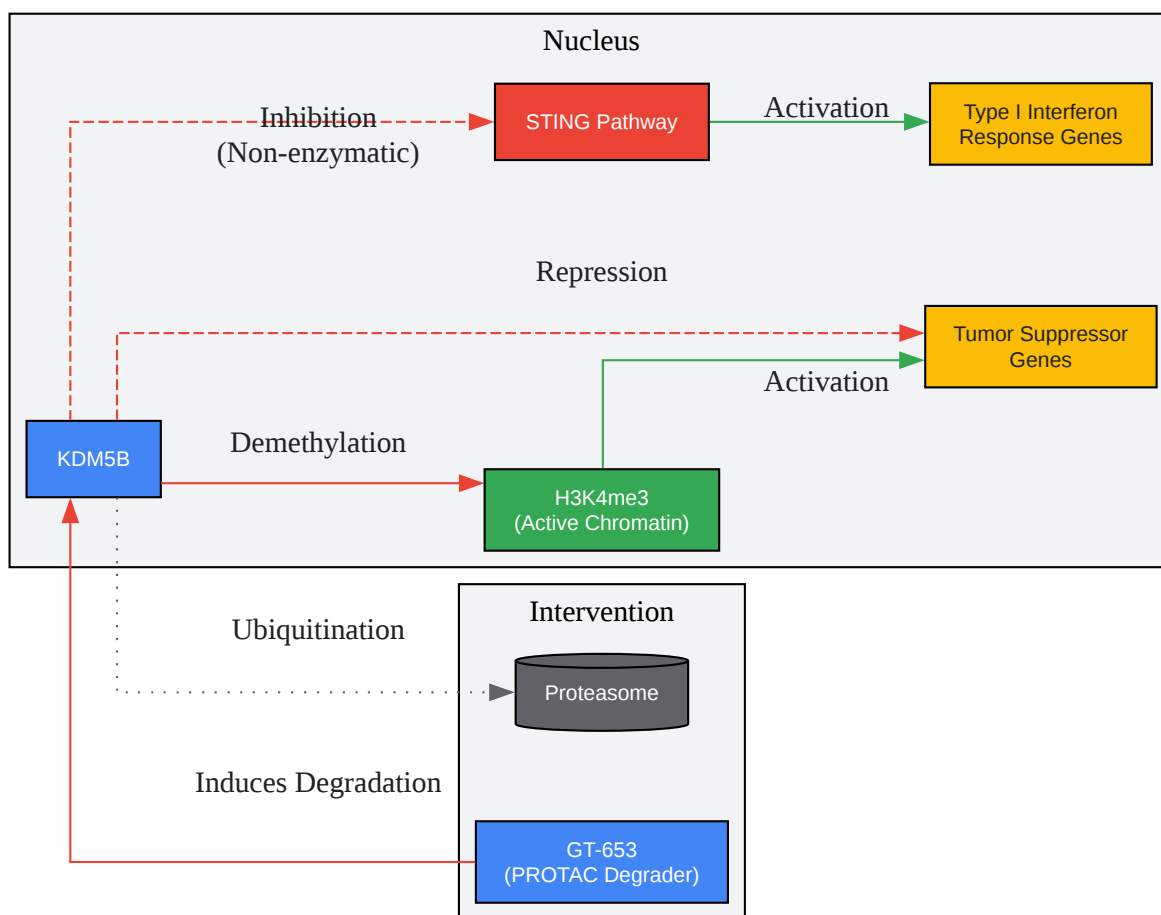 Nucleus
Inhibition
(Non-enzymatic)
STING Pathway
Activation
Type I Interferon
Response Genes
Repression
Tumor Suppressor
Genes
Activation
KDM5B
Demethylation
H3K4me3
(Active Chromatin)
Intervention
Ubiquitination
Proteasome
Induces Degradation
GT-653
(PROTAC Degrader)